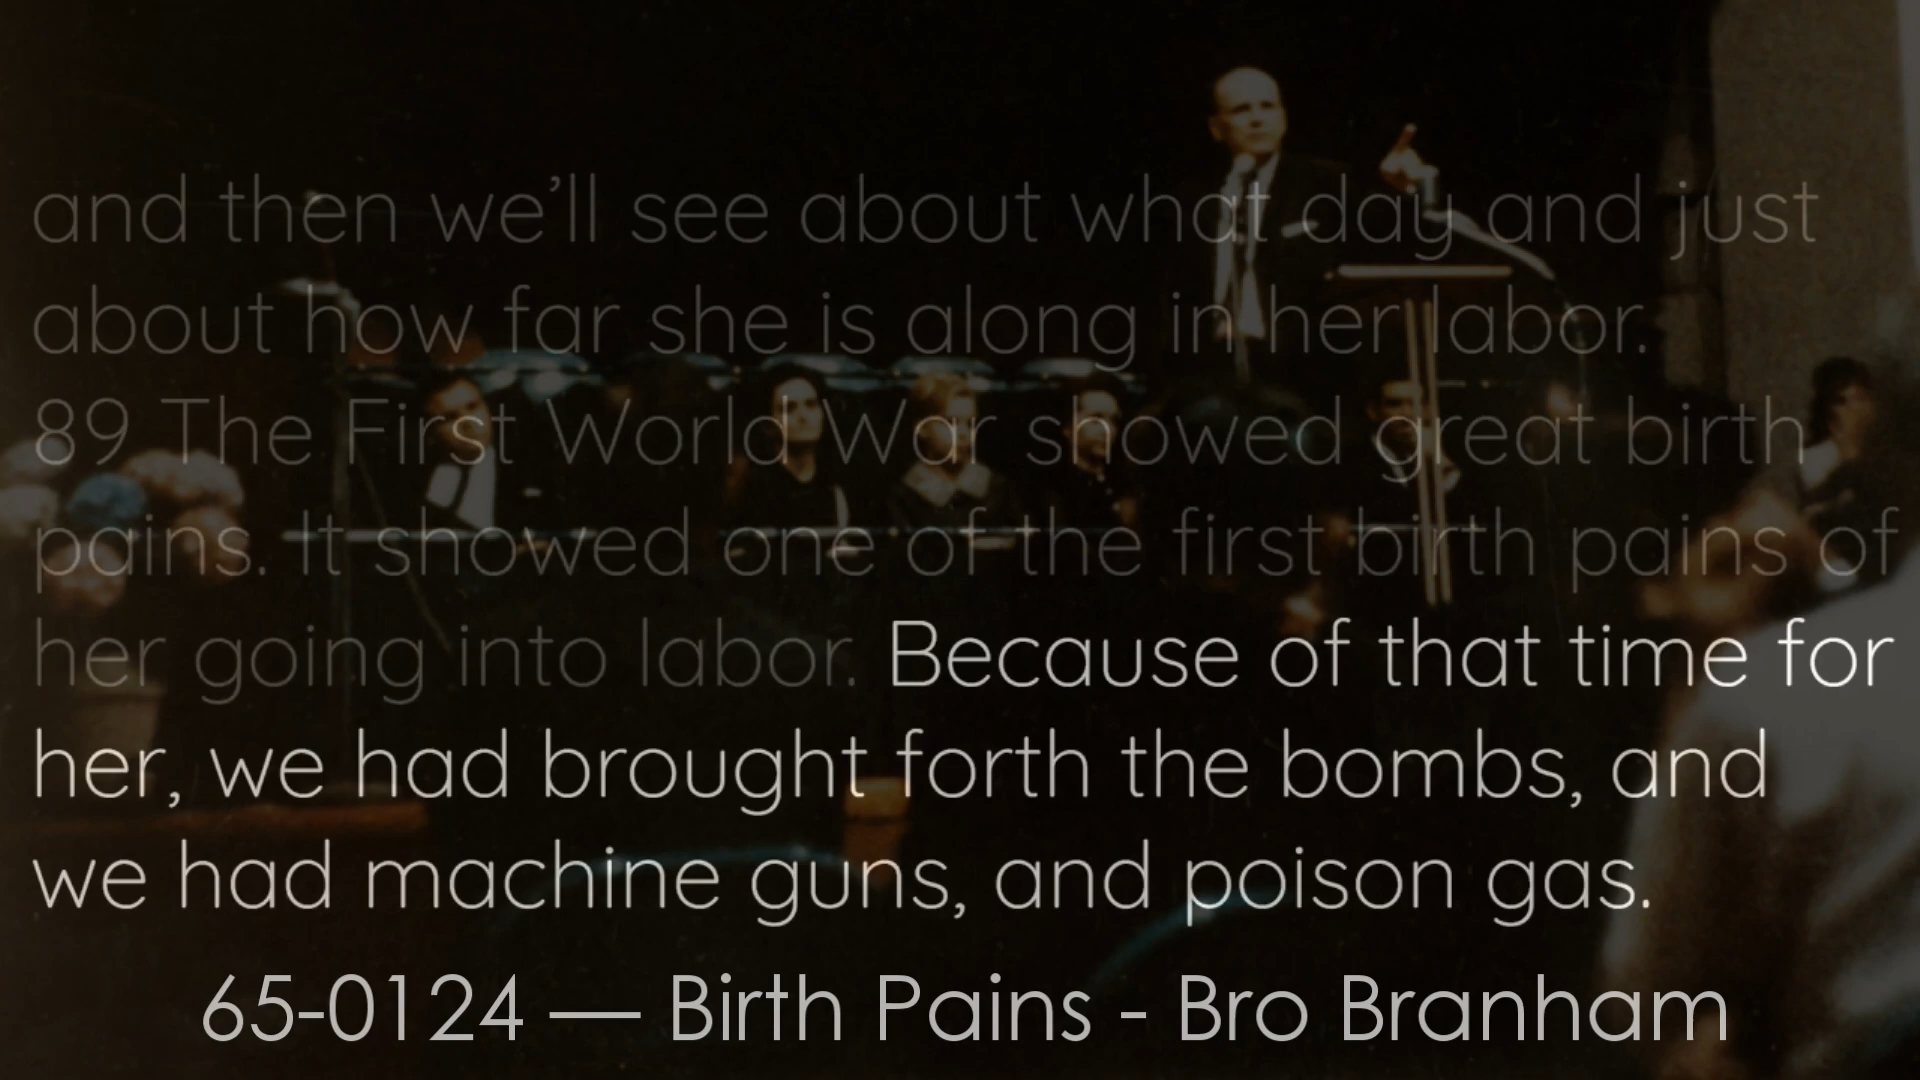 and then we’ll see about what day and just
about how far she is along in her labor.
89 The First World War showed great birth
pains. It showed one of the first birth pains of
her going into labor. Because of that time for
her, we had brought forth the bombs, and
we had machine guns, and poison gas.
65-0124 — Birth Pains - Bro Branham